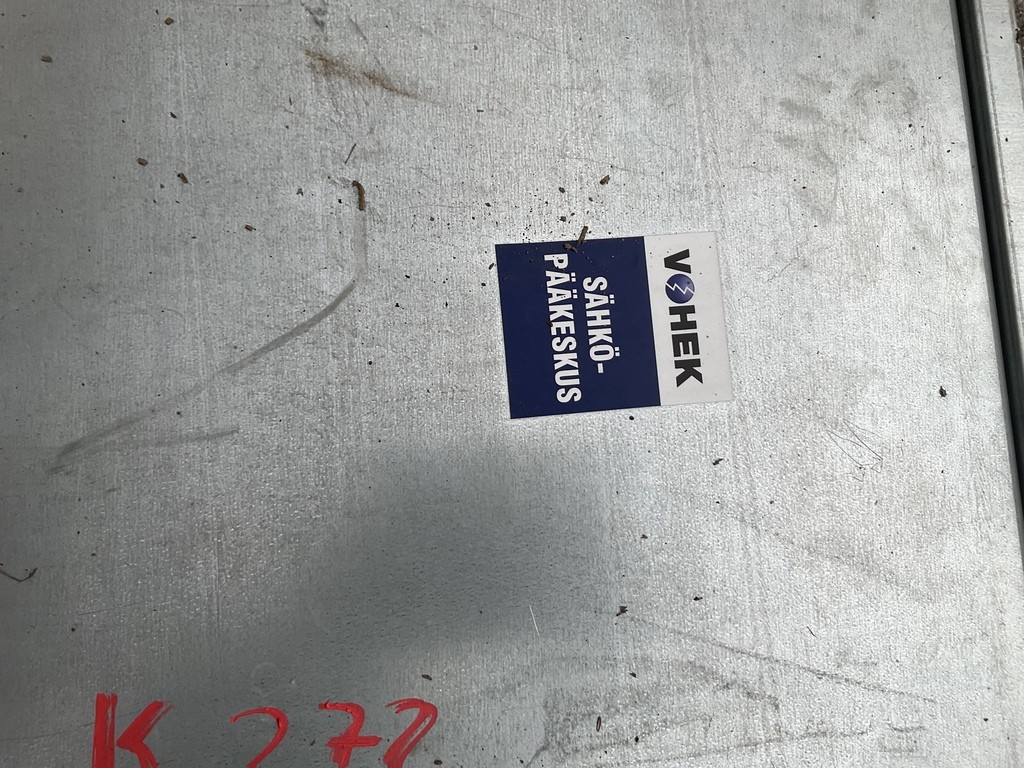 VOHEK
SÄHKÖ-
PÄÄKESKUS
K 272